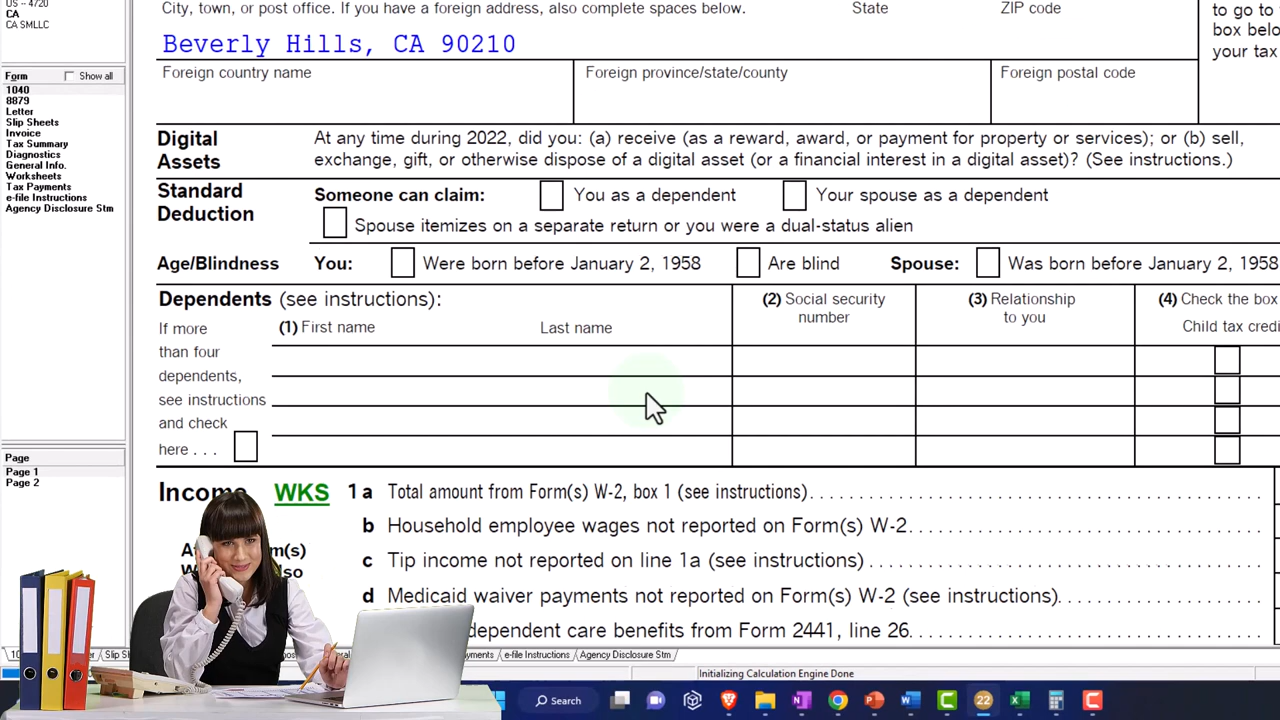 US -- 4720
CA
CA SMLLC
Form Show all
1040
8879
Letter
Slip Sheets
Invoice
Tax Summary
Diagnostics
General Info.
Worksheets
Tax Payments
e-file Instructions
Agency Disclosure Stm
Page
Page 1
Page 2
City, town, or post office. If you have a foreign address, also complete spaces below. State ZIP code
Beverly Hills, CA 90210
Foreign country name Foreign province/state/county Foreign postal code
to go to
box belo
your tax
Digital Assets
At any time during 2022, did you: (a) receive (as a reward, award, or payment for property or services); or (b) sell,
exchange, gift, or otherwise dispose of a digital asset (or a financial interest in a digital asset)? (See instructions.)
Standard Deduction
Someone can claim: You as a dependent Your spouse as a dependent
Spouse itemizes on a separate return or you were a dual-status alien
Age/Blindness You: Were born before January 2, 1958 Are blind Spouse: Was born before January 2, 1958
Dependents (see instructions):
(2) Social security number
(3) Relationship to you
(4) Check the box
Child tax credi
(1) First name Last name
If more
than four
dependents,
see instructions
and check
here . . .
Income WKS 1 a Total amount from Form(s) W-2, box 1 (see instructions)
b Household employee wages not reported on Form(s) W-2
c Tip income not reported on line 1a (see instructions)
d Medicaid waiver payments not reported on Form(s) W-2 (see instructions)
dependent care benefits from Form 2441, line 26
m(s)
so
10 Slip Sh yments e-file Instructions Agency Disclosure Stm
Initializing Calculation Engine Done
Search
22